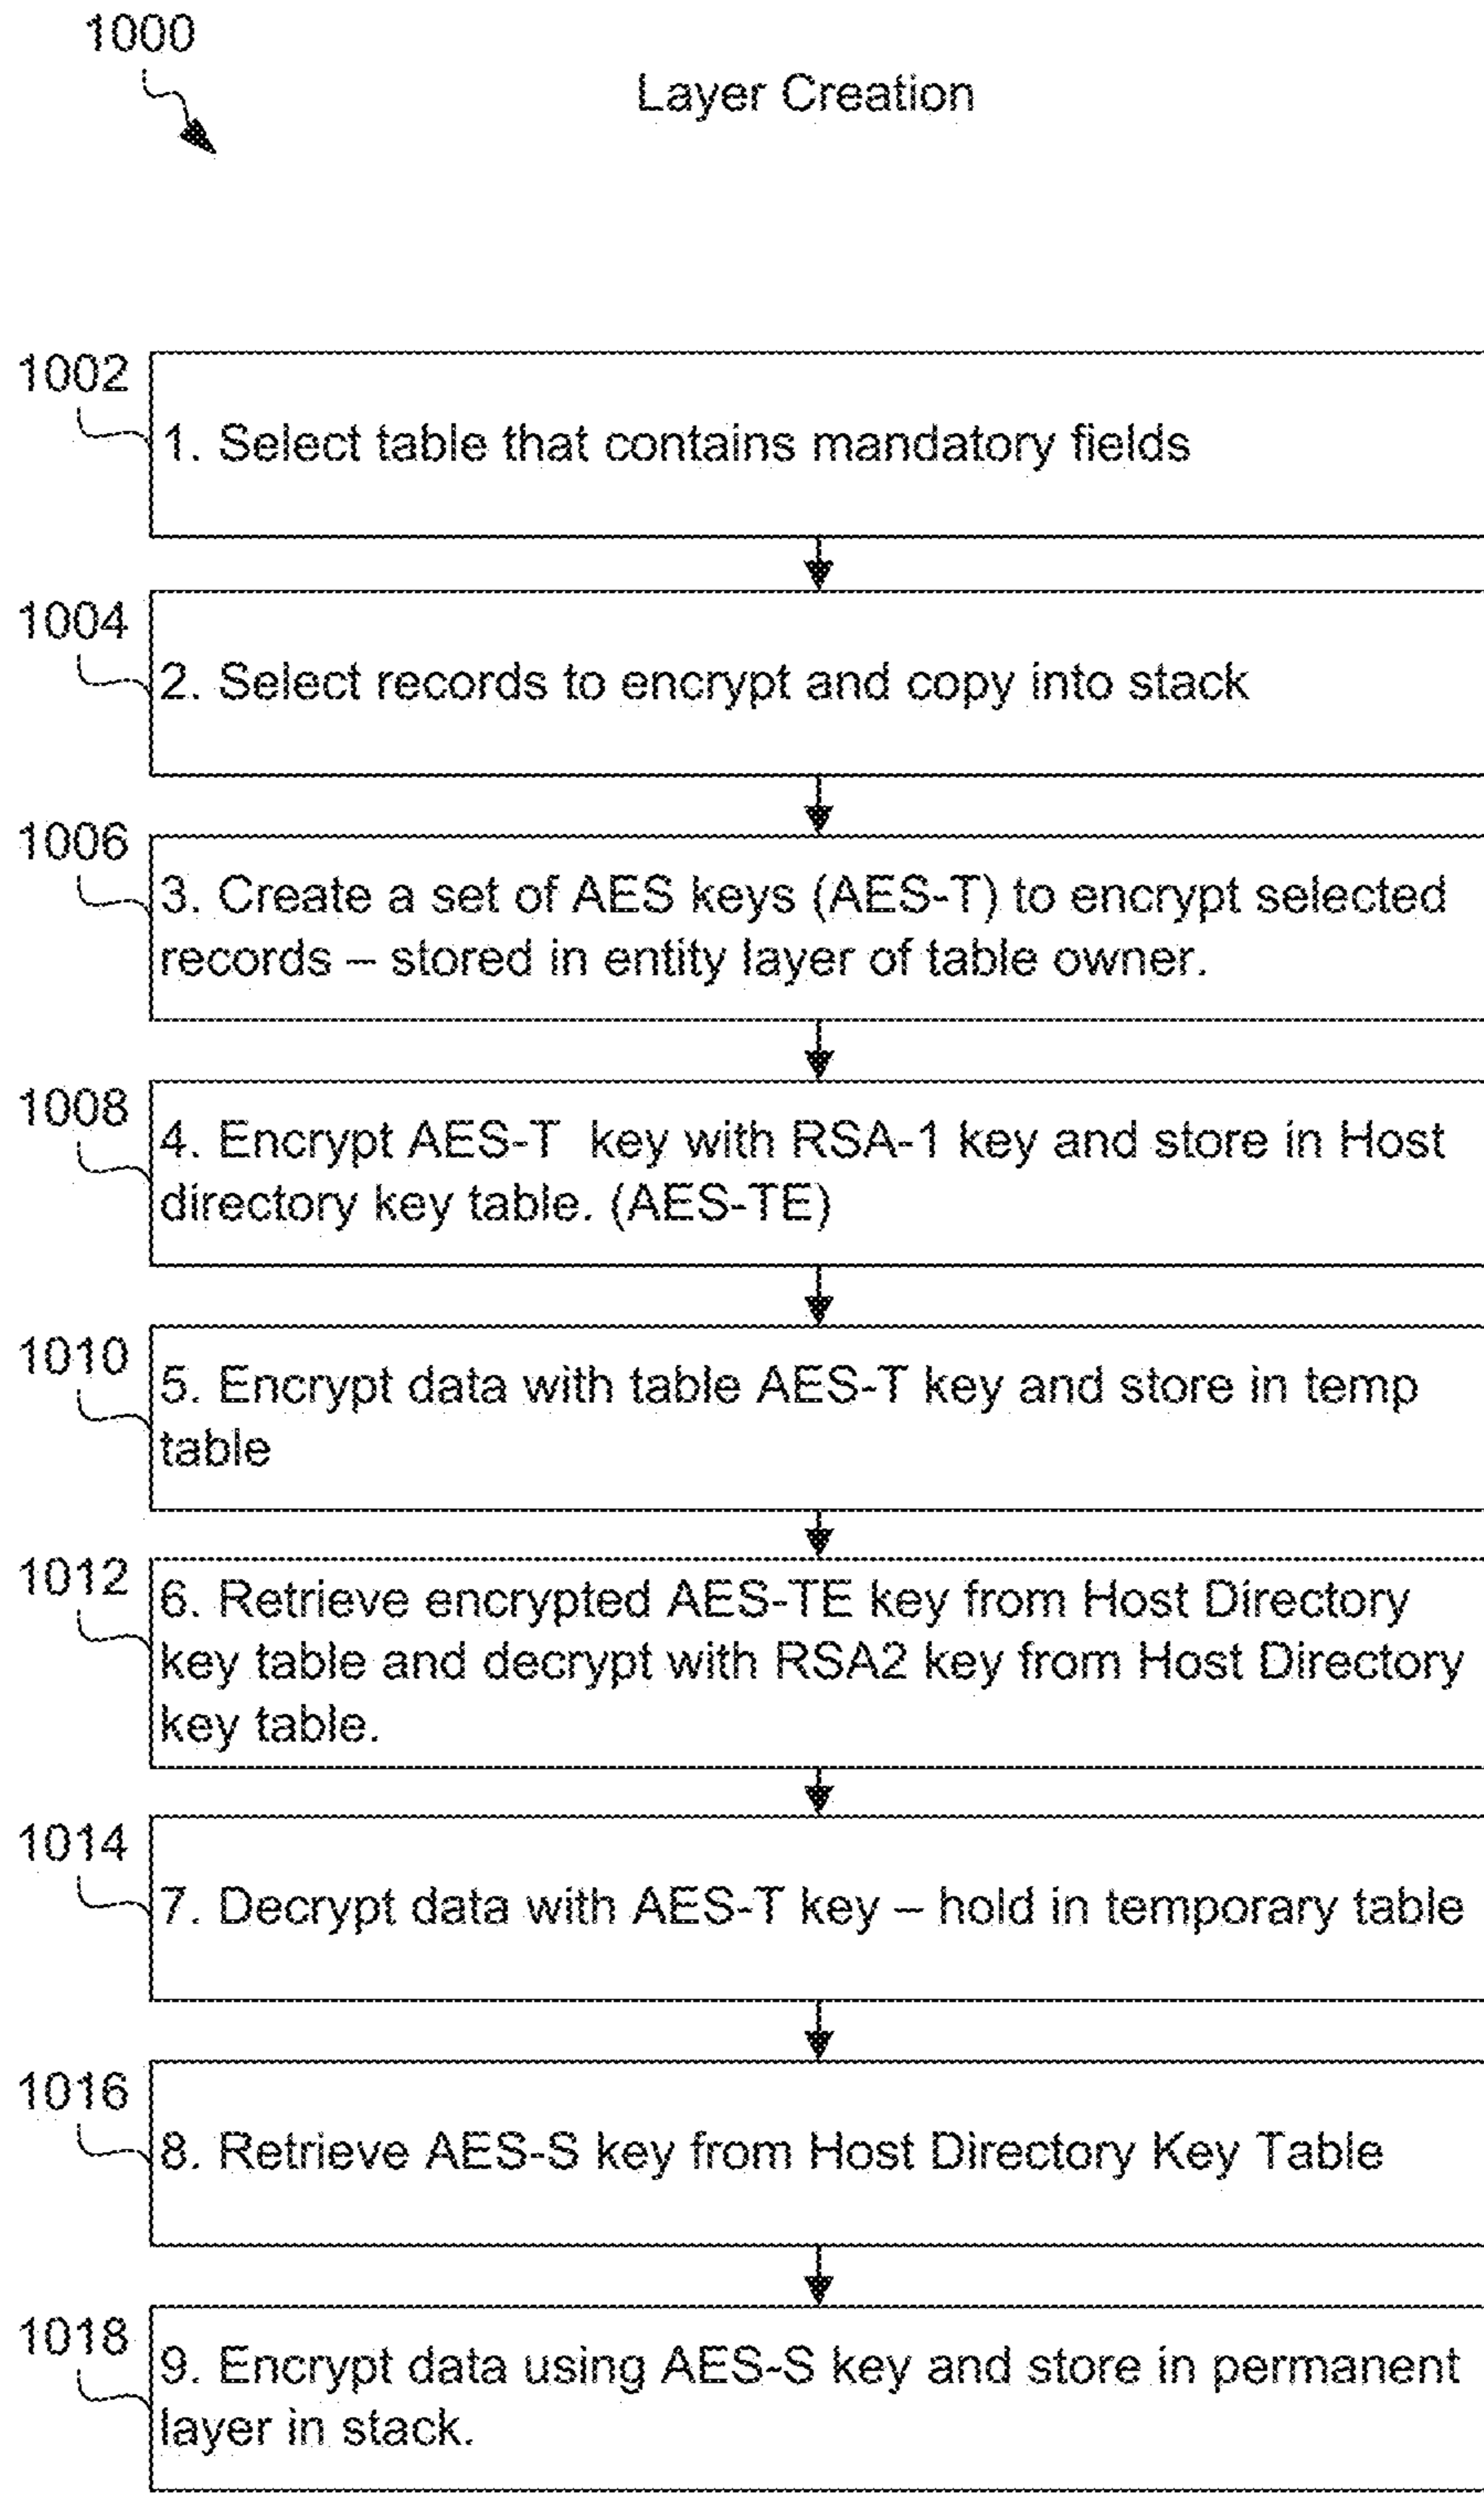 1000
Layer Creation
1002
1. Select table that contains mandatory fields
1004
2. Select records to encrypt and copy into stack
1006
3. Create a set of AES keys (AES-T) to encrypt selected
records – stored in entity layer of table owner.
1008
4. Encrypt AES-T key with RSA-1 key and store in Host
directory key table. (AES-TE)
1010
5. Encrypt data with table AES-T key and store in temp
table
1012
6. Retrieve encrypted AES-TE key from Host Directory
key table and decrypt with RSA2 key from Host Directory
key table.
1014
7. Decrypt data with AES-T key – hold in temporary table
1016
8. Retrieve AES-S key from Host Directory Key Table
1018
9. Encrypt data using AES-S key and store in permanent
layer in stack.